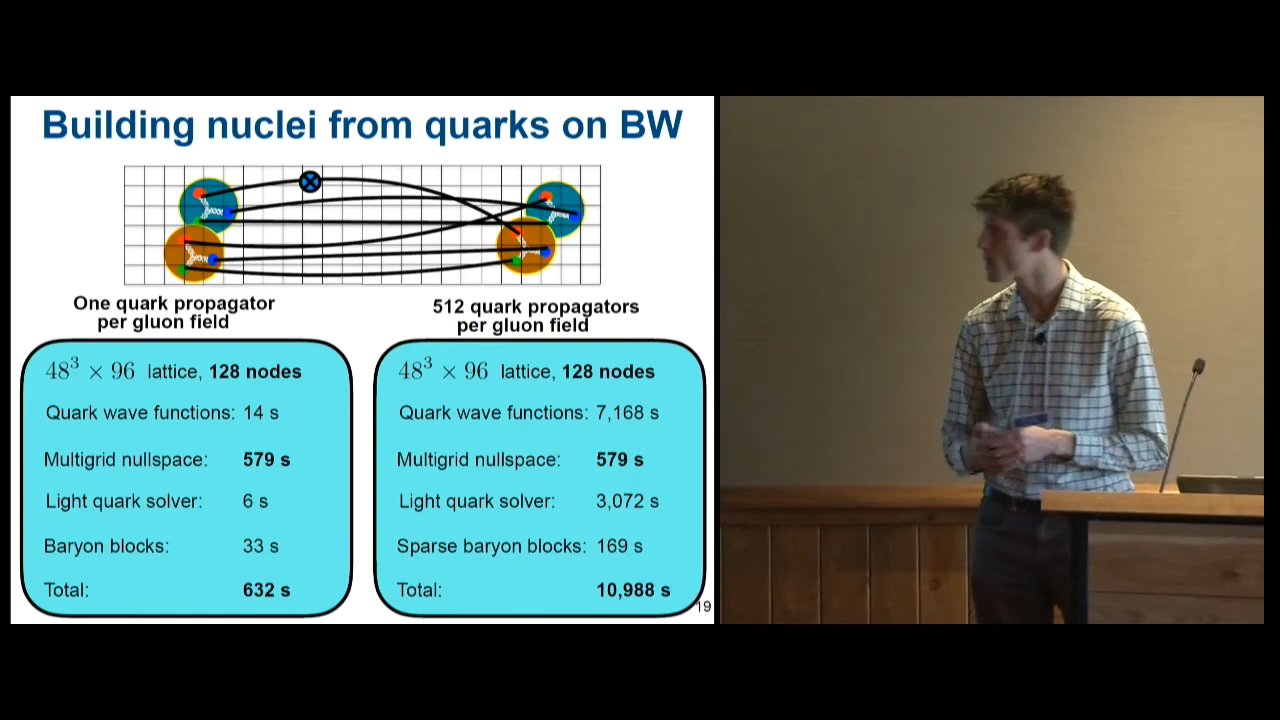 Building nuclei from quarks on BW
One quark propagator
per gluon field
512 quark propagators
per gluon field
48³ × 96 lattice, 128 nodes
Quark wave functions: 14 s
Multigrid nullspace: 579 s
Light quark solver: 6 s
Baryon blocks: 33 s
Total: 632 s
48³ × 96 lattice, 128 nodes
Quark wave functions: 7,168 s
Multigrid nullspace: 579 s
Light quark solver: 3,072 s
Sparse baryon blocks: 169 s
Total: 10,988 s
19